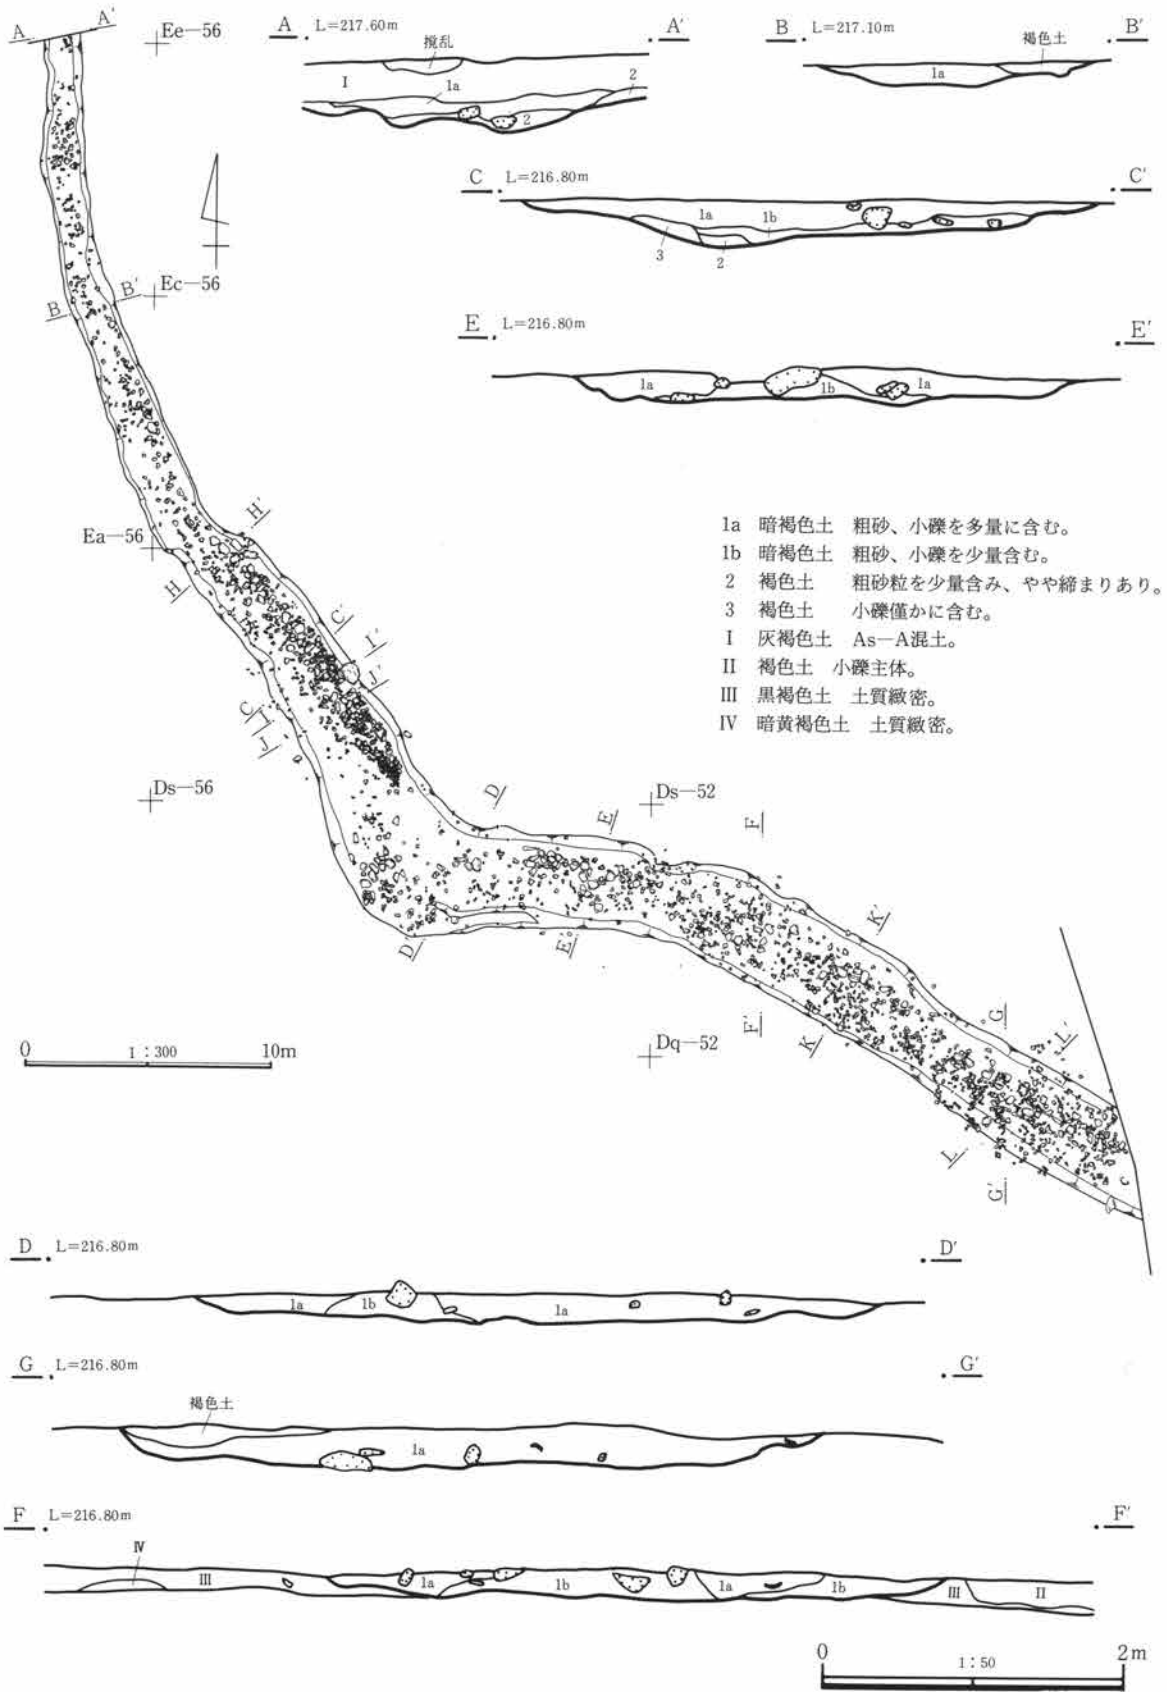 A A′ Ee—56
A L=217.60m A′
攪乱
I 1a 2
2
B L=217.10m B′
褐色土
1a
C L=216.80m C′
1a 1b
3 2
E L=216.80m E′
1a 1b 1a
B B′ Ec—56
Ea—56 H′
H
C′ I′
J′
C I
J
1a 暗褐色土 粗砂、小礫を多量に含む。
1b 暗褐色土 粗砂、小礫を少量含む。
2 褐色土 粗砂粒を少量含み、やや締まりあり。
3 褐色土 小礫僅かに含む。
I 灰褐色土 As—A混土。
II 褐色土 小礫主体。
III 黒褐色土 土質緻密。
IV 暗黄褐色土 土質緻密。
Ds—56 Ds—52
D E F
K′
D′ E′
F′ K
G L′
Dq—52
L
G′
0 1：300 10m
D L=216.80m D′
1a 1b 1a
G L=216.80m G′
褐色土
1a
F L=216.80m F′
IV
III 1a 1b 1a 1b III II
0 1：50 2m